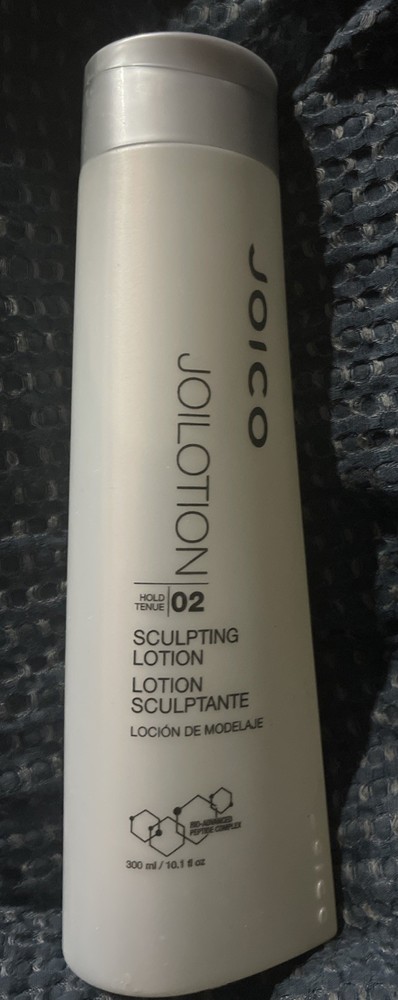 JOICO
JOILOTION
HOLD
TENUE
02
SCULPTING
LOTION
LOTION
SCULPTANTE
LOCIÓN DE MODELAJE
BIO-ADVANCED
PEPTIDE COMPLEX
300 ml / 10.1 fl oz